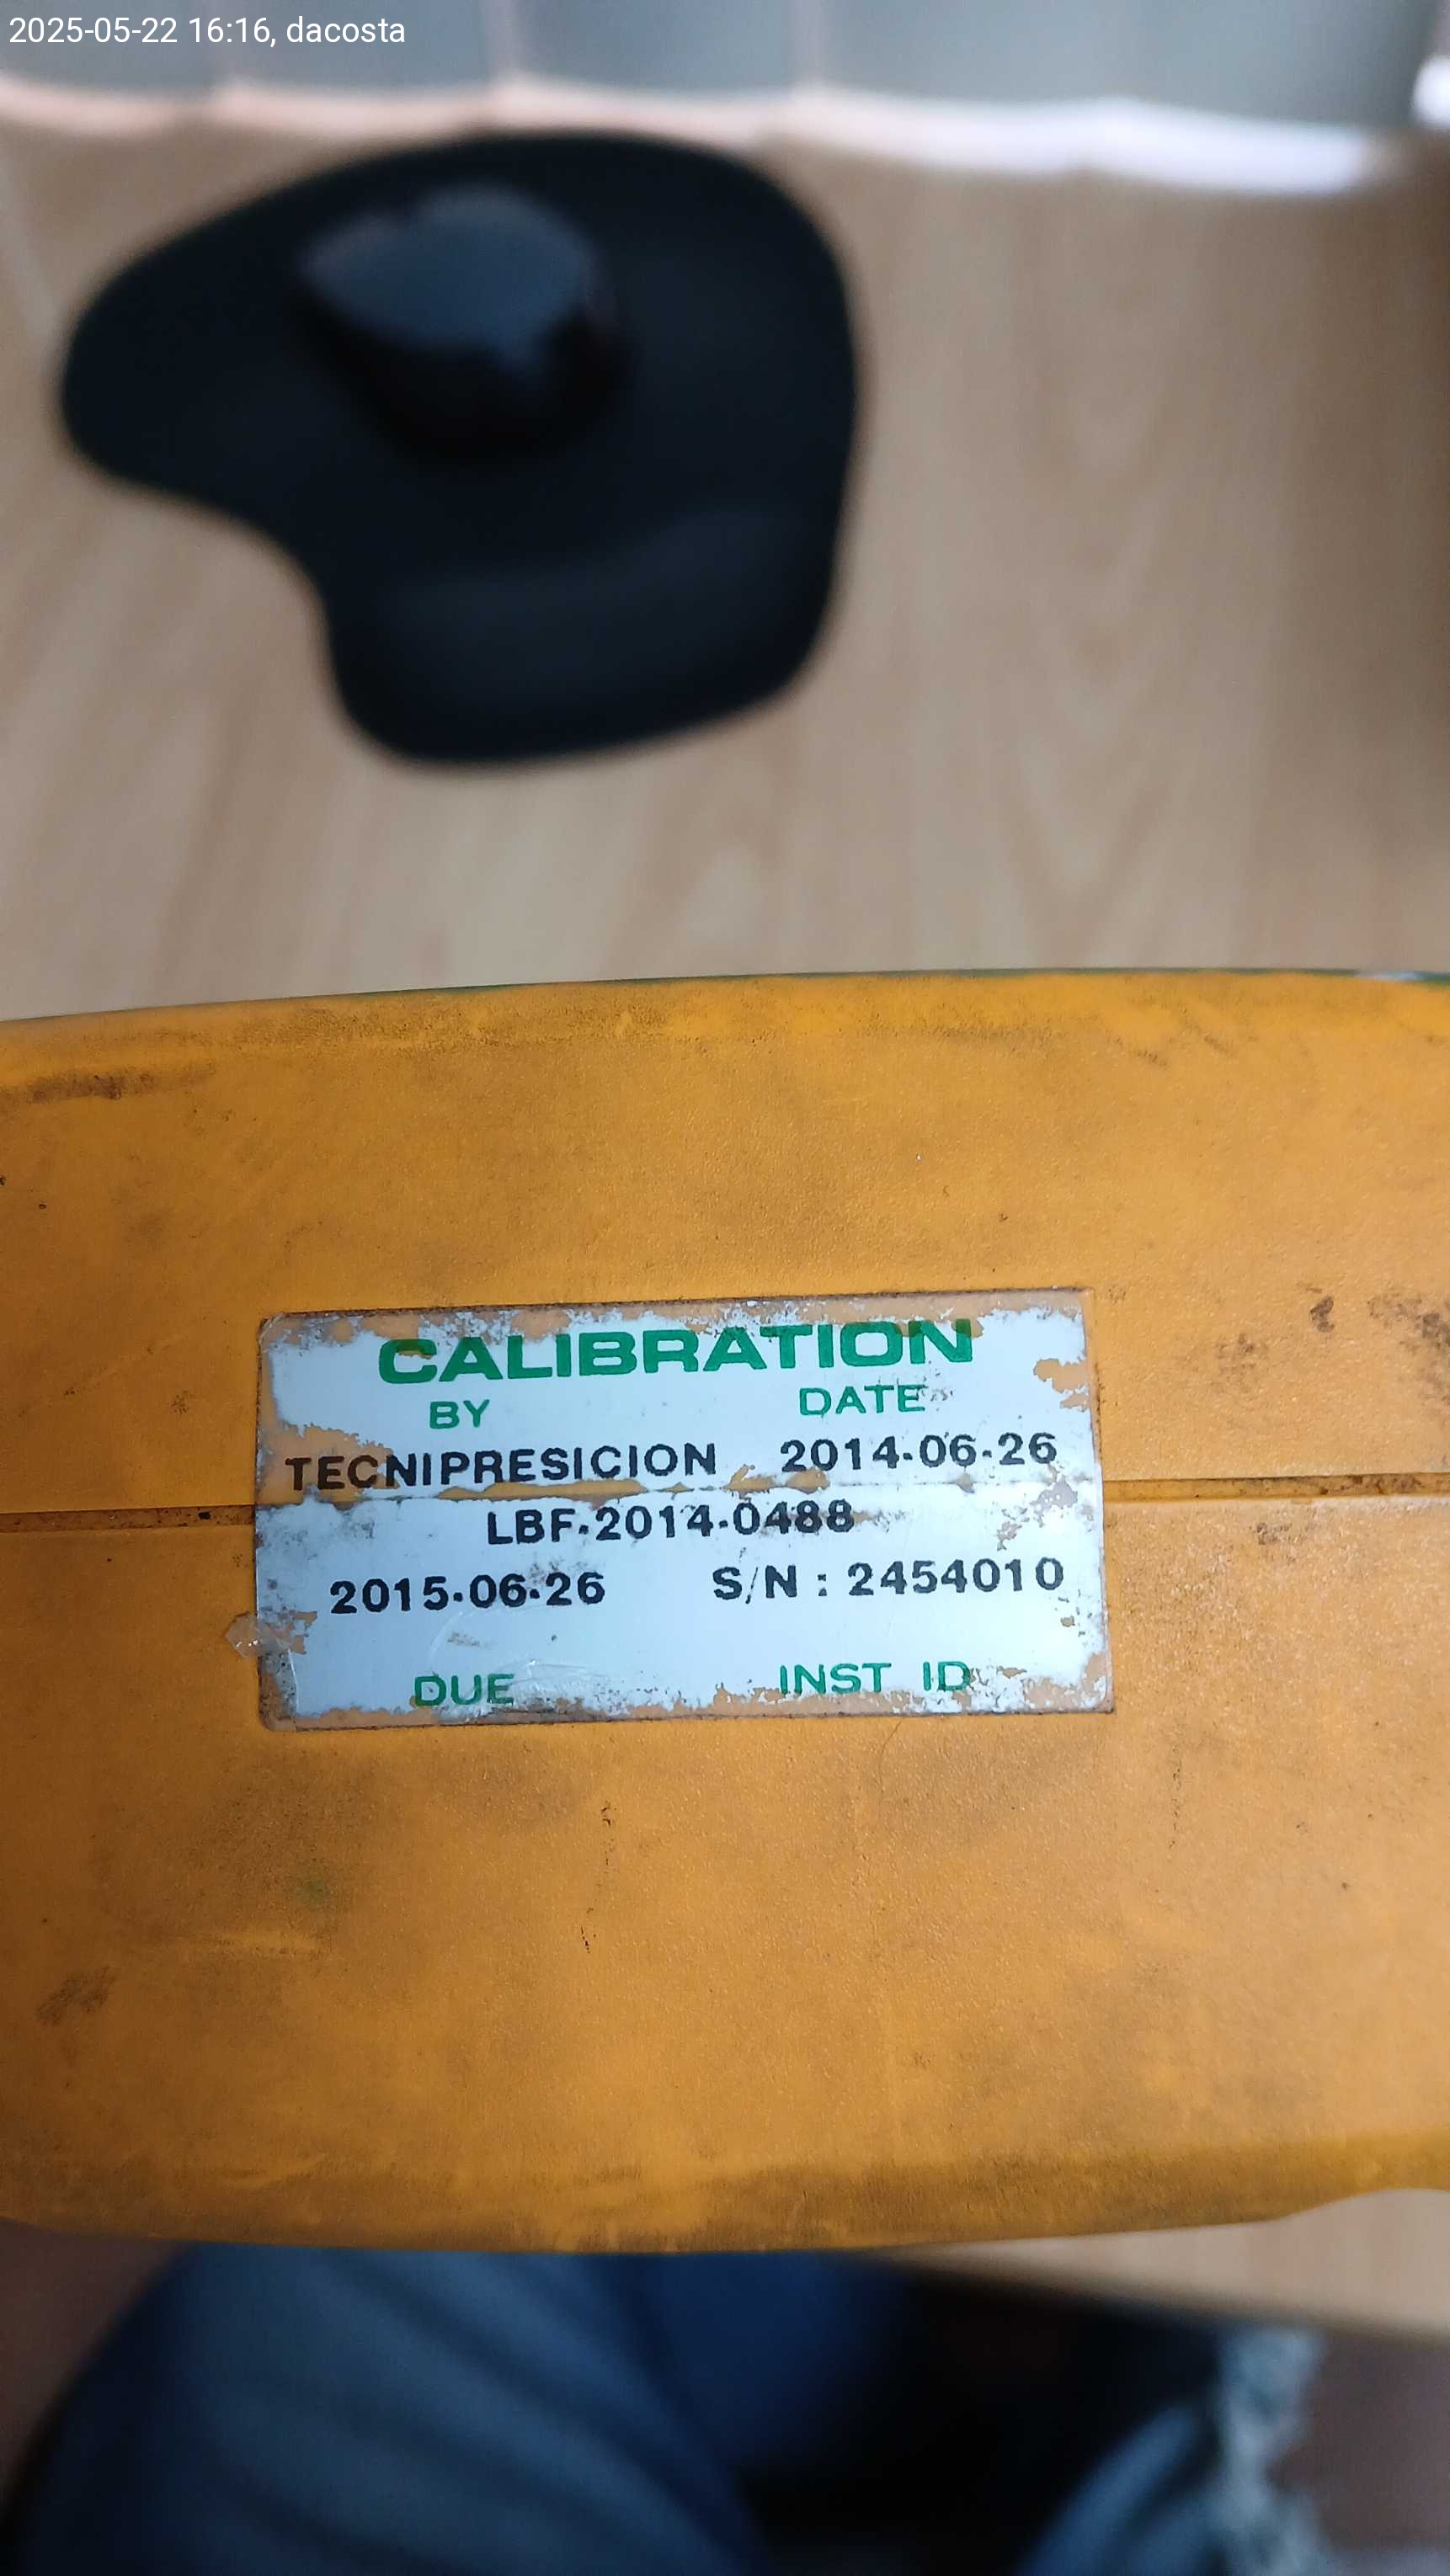 2025-05-22 16:16, dacosta
CALIBRATION
BY DATE
TECNIPRESICION 2014-06-26
LBF-2014-0488
2015-06-26 S/N : 2454010
DUE INST ID